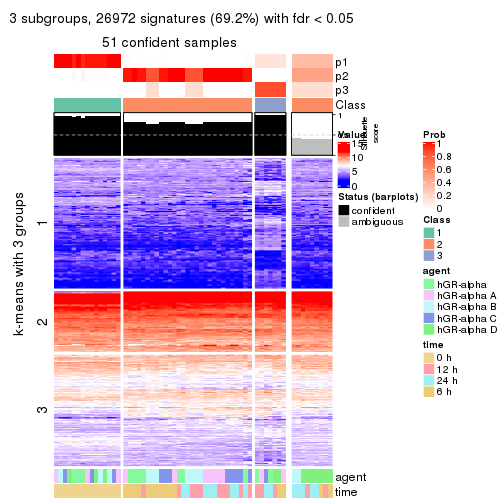 3 subgroups, 26972 signatures (69.2%) with fdr < 0.05
51 confident samples
p1
p2
p3
Class
1
Silhouette
score
k-means with 3 groups
1
2
3
agent
time
Value
15
10
5
0
Status (barplots)
confident
ambiguous
Prob
1
0.8
0.6
0.4
0.2
0
Class
1
2
3
agent
hGR-alpha
hGR-alpha A
hGR-alpha B
hGR-alpha C
hGR-alpha D
time
0 h
12 h
24 h
6 h